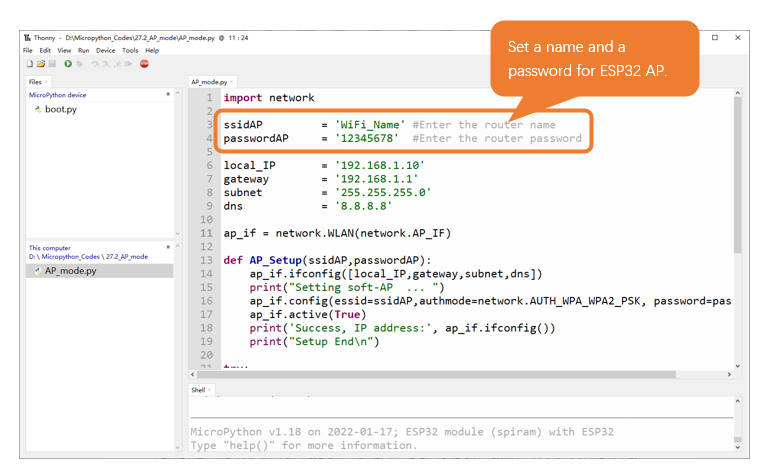 Thonny - D:\Micropython_Codes\27.2_AP_mode\AP_mode.py @ 11 : 24
File Edit View Run Device Tools Help
Set a name and a
password for ESP32 AP.
Files
MicroPython device
boot.py
This computer
D: \ Micropython_Codes \ 27.2_AP_mode
AP_mode.py
AP_mode.py
1 import network
2
3 ssidAP = 'WiFi_Name' #Enter the router name
4 passwordAP = '12345678' #Enter the router password
5
6 local_IP = '192.168.1.10'
7 gateway = '192.168.1.1'
8 subnet = '255.255.255.0'
9 dns = '8.8.8.8'
10
11 ap_if = network.WLAN(network.AP_IF)
12
13 def AP_Setup(ssidAP,passwordAP):
14 ap_if.ifconfig([local_IP,gateway,subnet,dns])
15 print("Setting soft-AP ... ")
16 ap_if.config(essid=ssidAP,authmode=network.AUTH_WPA_WPA2_PSK, password=pas
17 ap_if.active(True)
18 print('Success, IP address:', ap_if.ifconfig())
19 print("Setup End\n")
20
21 try:
Shell
MicroPython v1.18 on 2022-01-17; ESP32 module (spiram) with ESP32
Type "help()" for more information.